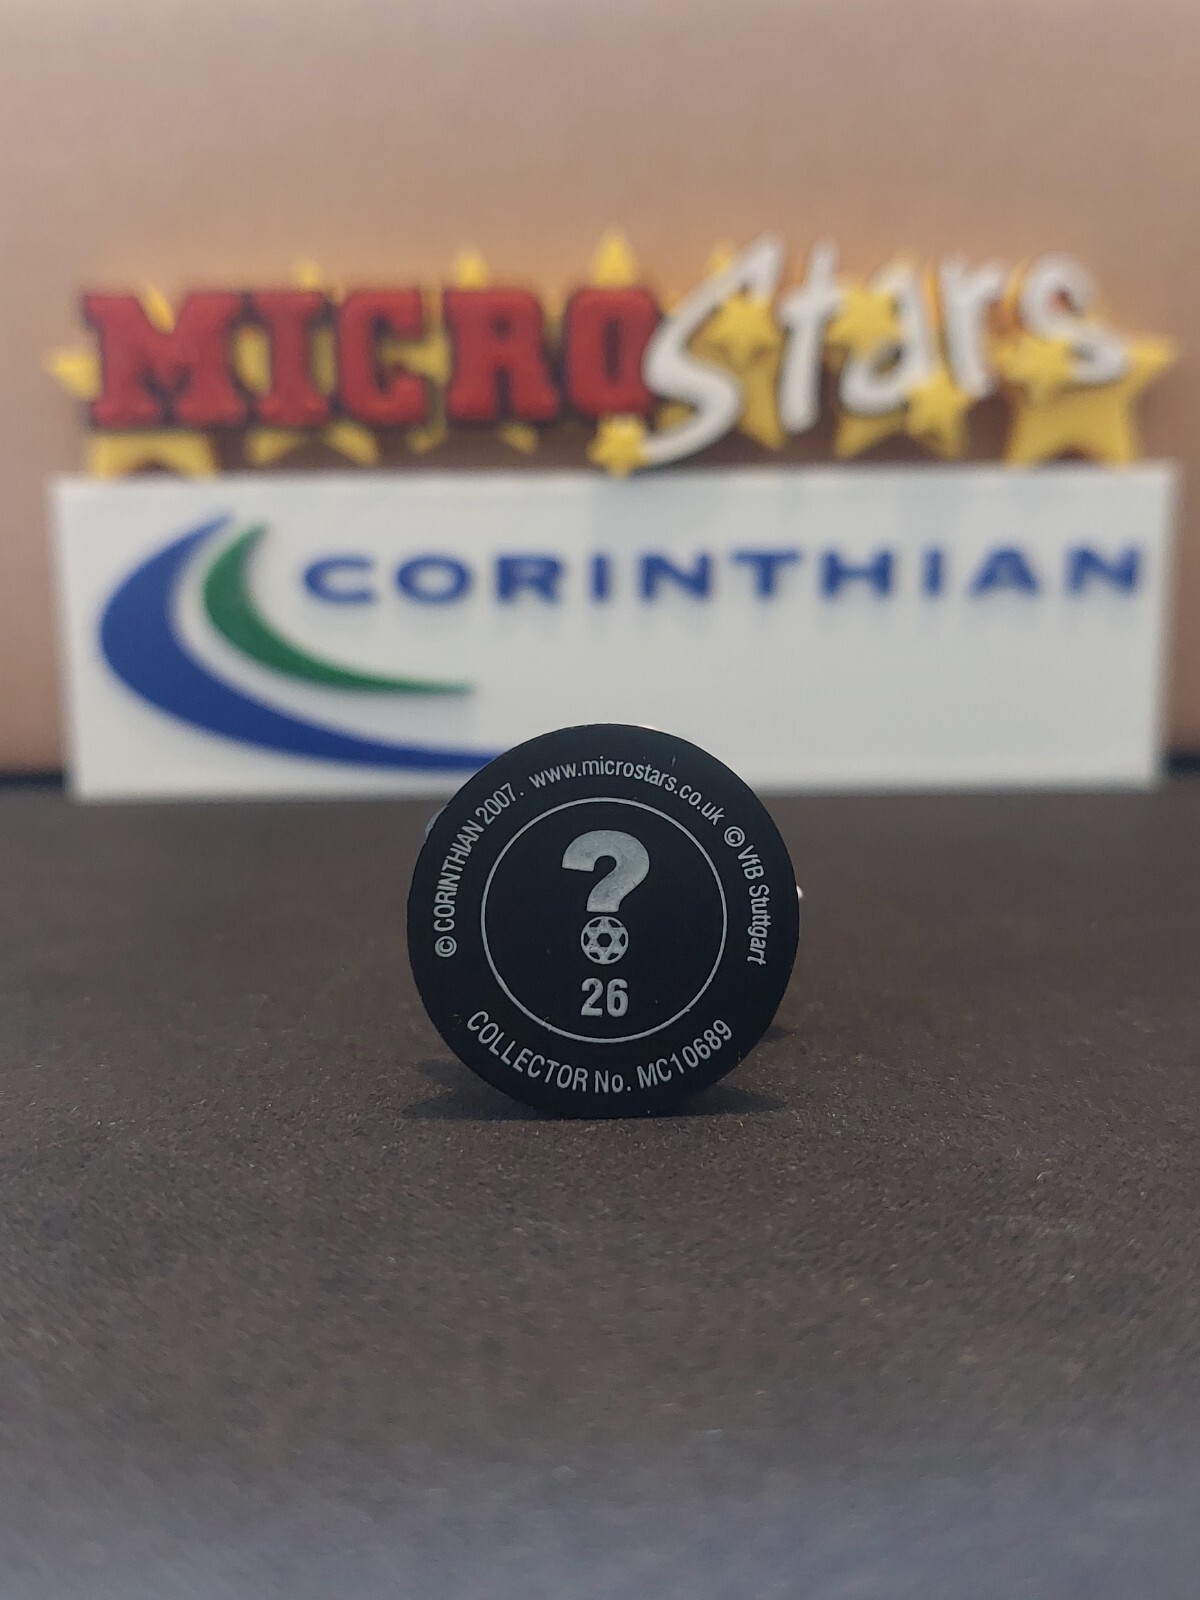 MICROStars
CORINTHIAN
© CORINTHIAN 2007. www.microstars.co.uk © VfB Stuttgart
?
26
COLLECTOR No. MC10689